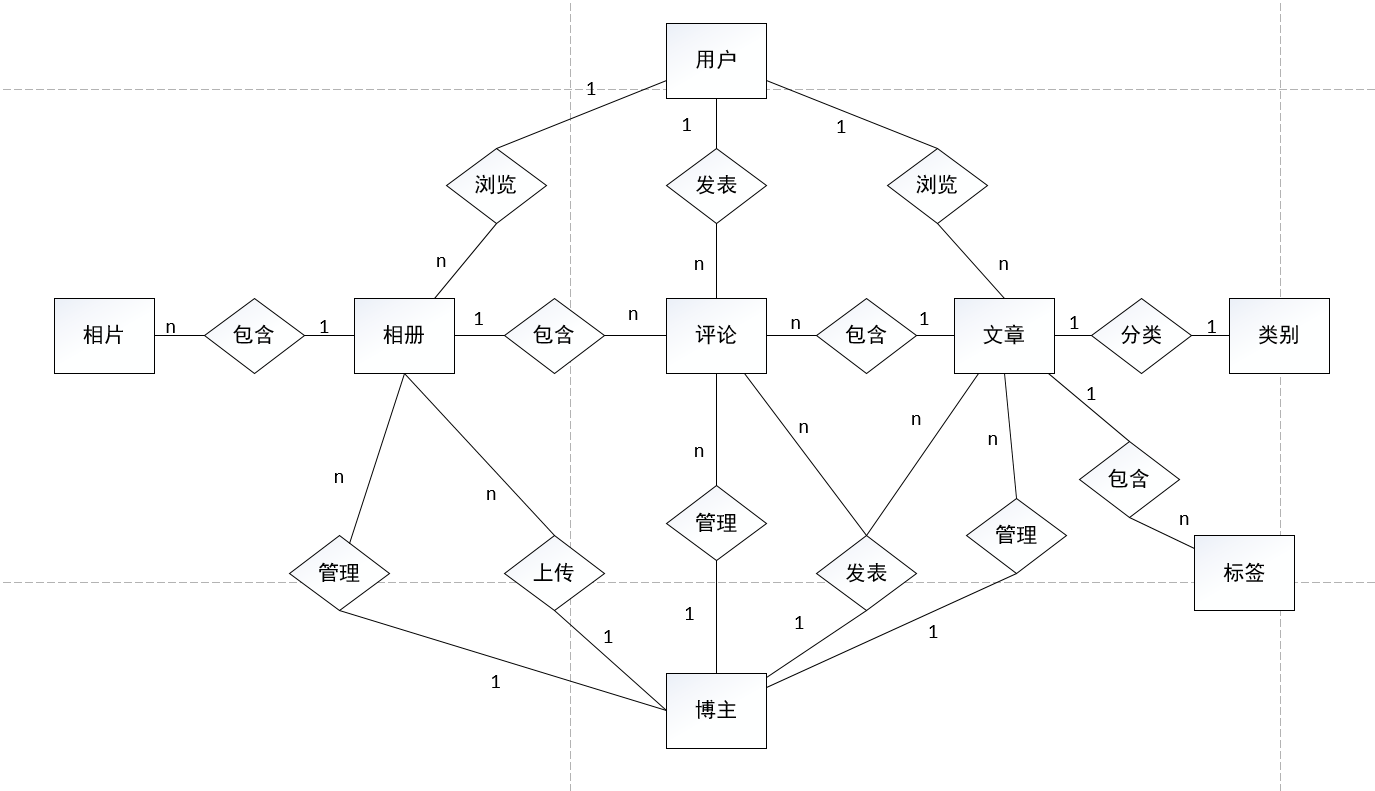 用户
1
1
1
浏览
发表
浏览
n
n
n
相片
n
包含
1
相册
1
包含
n
评论
n
包含
1
文章
1
分类
1
类别
1
n
n
n
n
n
n
包含
n
管理
管理
管理
上传
发表
标签
1
1
1
1
1
博主